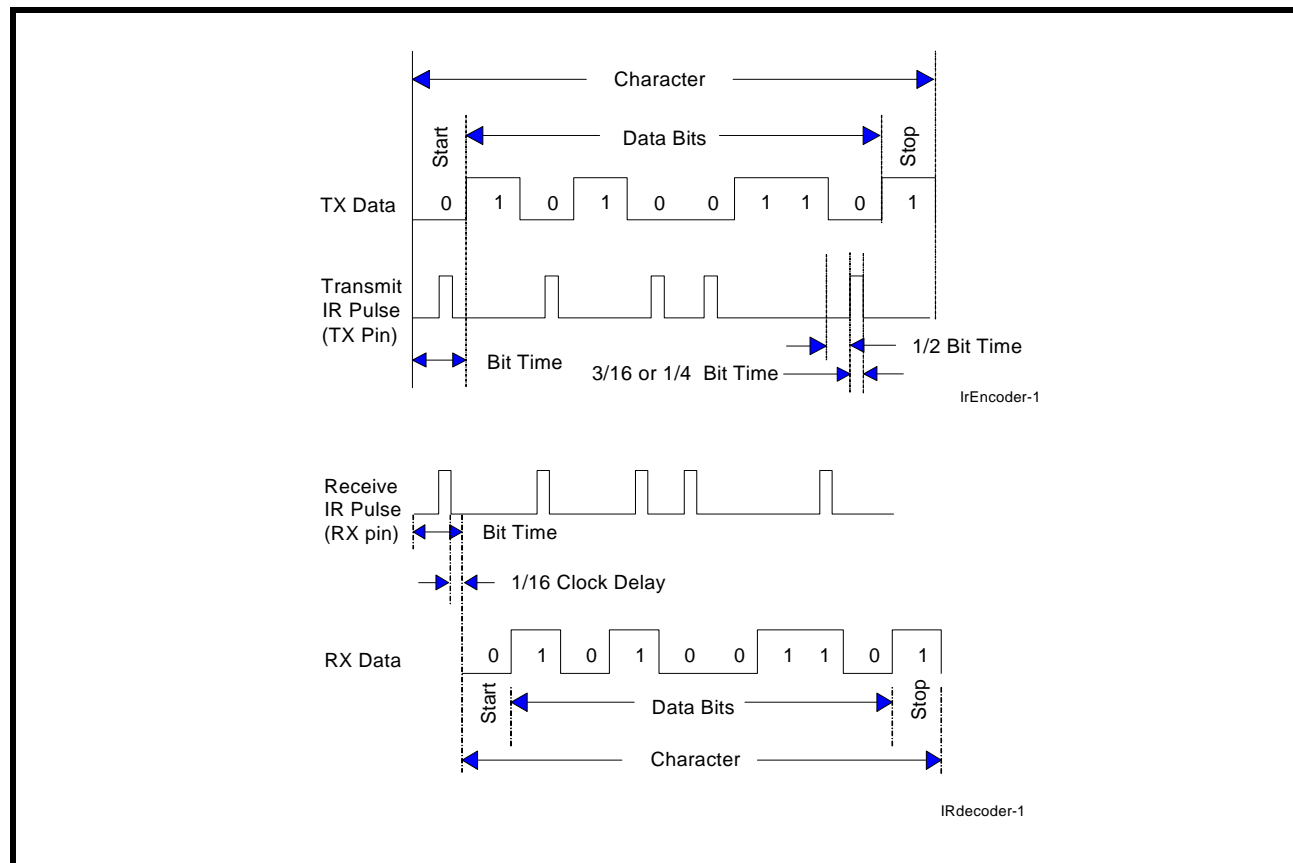 Character
Start
Data Bits
Stop
TX Data
0 1 0 1 0 0 1 1 0 1
Transmit
IR Pulse
(TX Pin)
Bit Time
1/2 Bit Time
3/16 or 1/4 Bit Time
IrEncoder-1
Receive
IR Pulse
(RX pin)
Bit Time
1/16 Clock Delay
RX Data
0 1 0 1 0 0 1 1 0 1
Start
Data Bits
Stop
Character
IRdecoder-1